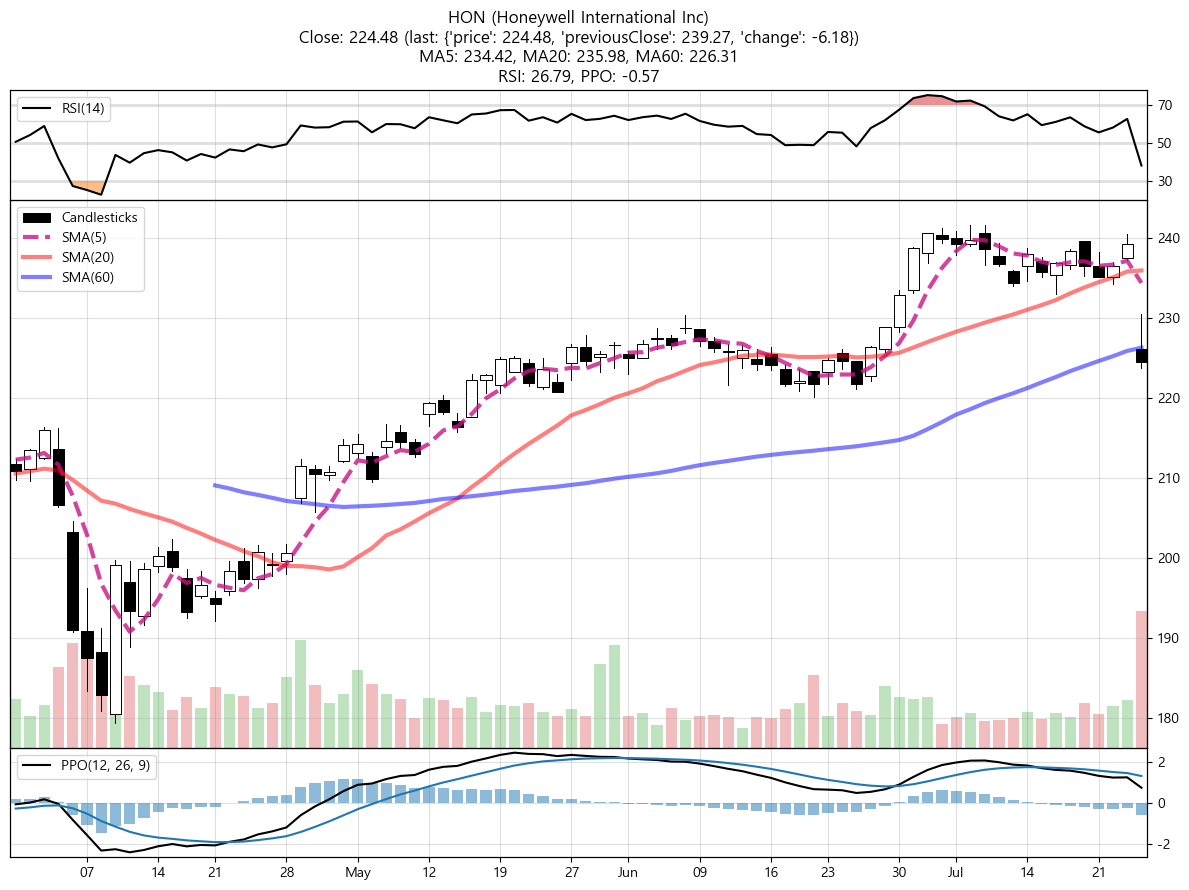 HON (Honeywell International Inc)
Close: 224.48 (last: {'price': 224.48, 'previousClose': 239.27, 'change': -6.18})
MA5: 234.42, MA20: 235.98, MA60: 226.31
RSI: 26.79, PPO: -0.57
RSI(14)
70
50
30
Candlesticks
SMA(5)
SMA(20)
SMA(60)
240
230
220
210
200
190
180
PPO(12, 26, 9)
2
0
-2
07 14 21 28 May 12 19 27 Jun 09 16 23 30 Jul 14 21